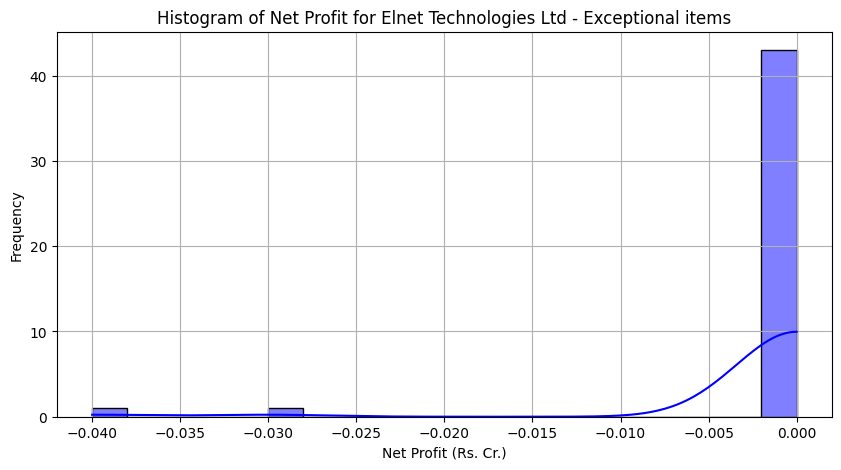 Histogram of Net Profit for Elnet Technologies Ltd - Exceptional items
Frequency
40
30
20
10
0
−0.040 −0.035 −0.030 −0.025 −0.020 −0.015 −0.010 −0.005 0.000
Net Profit (Rs. Cr.)